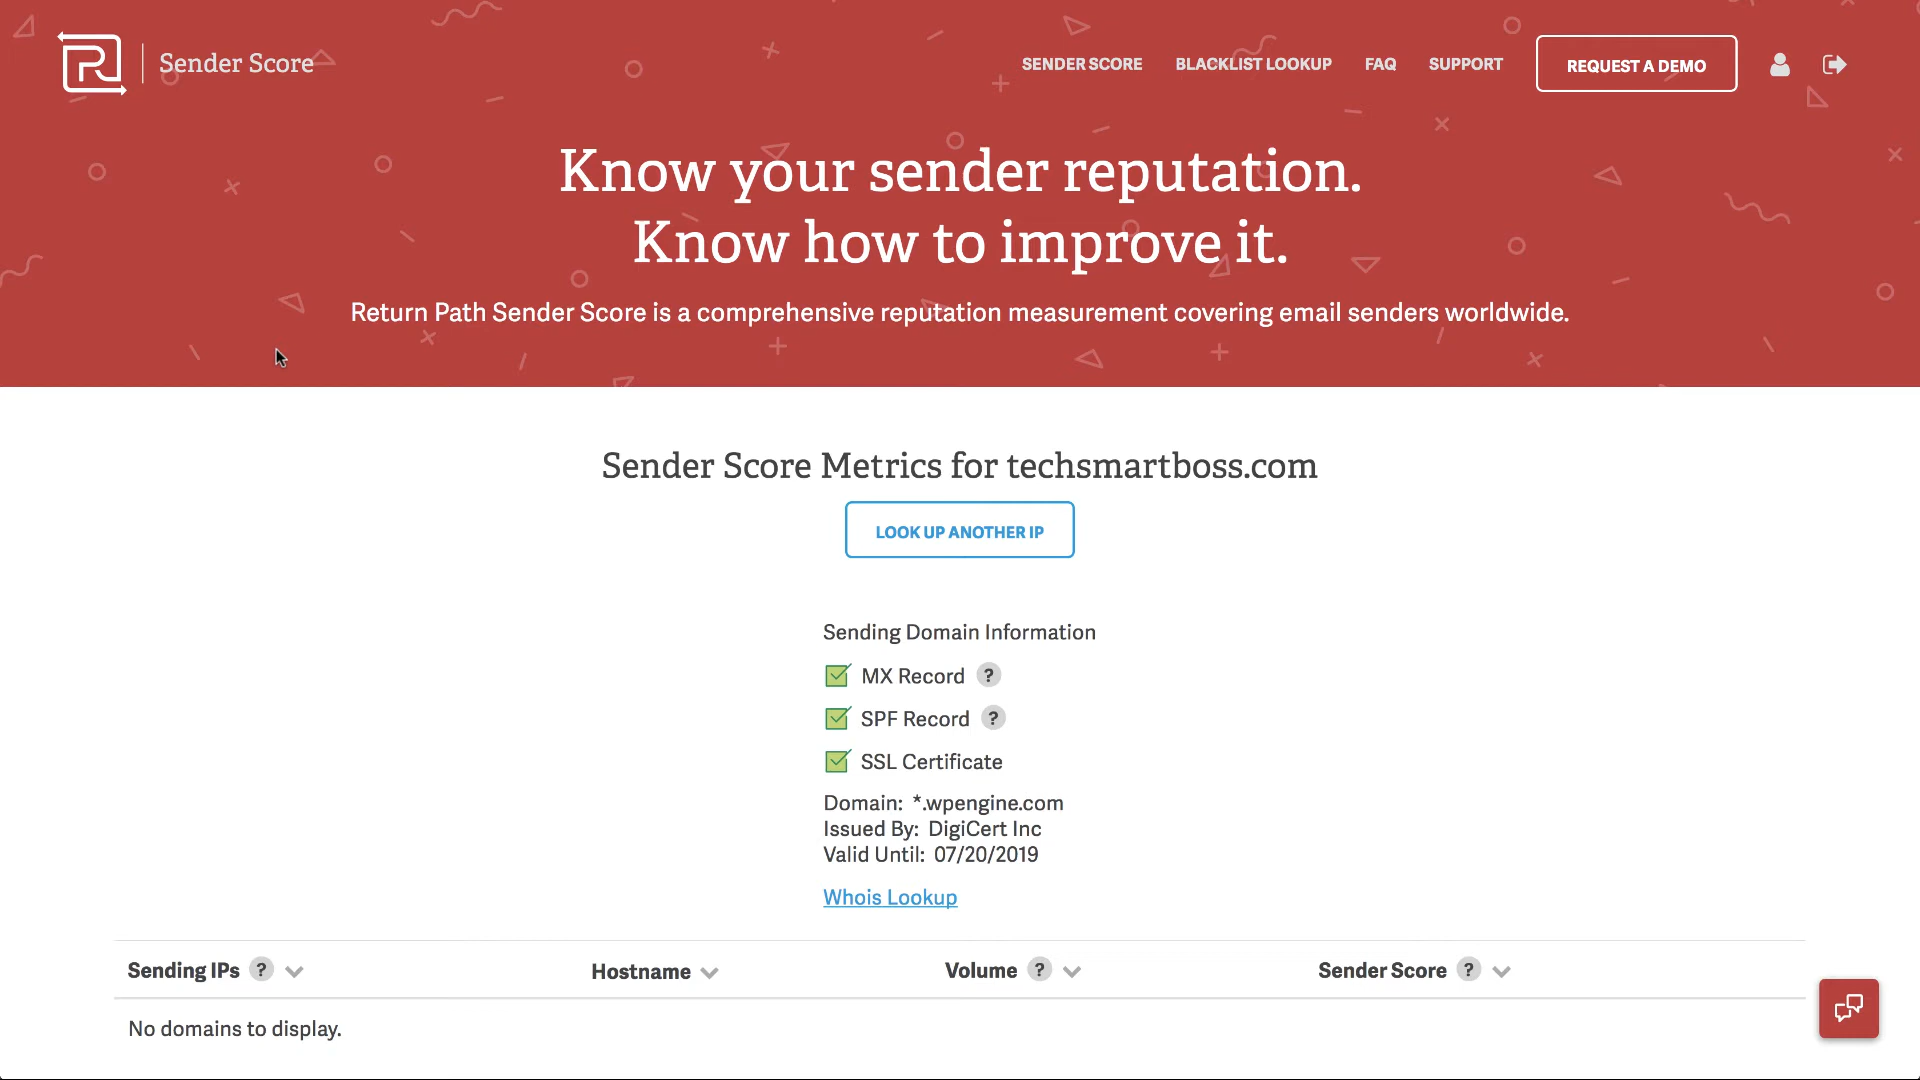 Sender Score
SENDER SCORE
BLACKLIST LOOKUP
FAQ
SUPPORT
REQUEST A DEMO
Know your sender reputation.
Know how to improve it.
Return Path Sender Score is a comprehensive reputation measurement covering email senders worldwide.
Sender Score Metrics for techsmartboss.com
LOOK UP ANOTHER IP
Sending Domain Information
MX Record ?
SPF Record ?
SSL Certificate
Domain: *.wpengine.com
Issued By: DigiCert Inc
Valid Until: 07/20/2019
Whois Lookup
Sending IPs ?
Hostname
Volume ?
Sender Score ?
No domains to display.